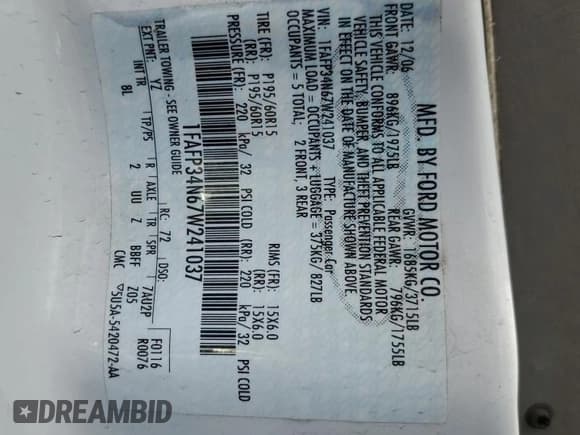 MFD. BY FORD MOTOR CO.
DATE: 12/06 GVWR: 1685KG/3715LB
FRONT GAWR: 896KG/1975LB REAR GAWR: 796KG/1755LB
THIS VEHICLE CONFORMS TO ALL APPLICABLE FEDERAL MOTOR
VEHICLE SAFETY, BUMPER, AND THEFT PREVENTION STANDARDS
IN EFFECT ON THE DATE OF MANUFACTURE SHOWN ABOVE.
VIN: 1FAFP34N67W241037 TYPE: Passenger Car
MAXIMUM LOAD = OCCUPANTS + LUGGAGE = 375KG/827LB
OCCUPANTS = 5 TOTAL: 2 FRONT, 3 REAR
TIRE (FR): P195/60R15 RIMS (FR): 15X6.0
(RR): P195/60R15 (RR): 15X6.0
PRESSURE (FR): 220 kPa/ 32 PSI COLD (RR): 220 kPa/ 32 PSI COLD
1FAFP34N67W241037
TRAILER TOWING - SEE OWNER GUIDE
EXT PNT: YZ RC: 72 DSO: F0116
R0076
INT TR TP/PS R AXLE TR SPR 7AU2P
BL 2 UU Z BBFF Z05
CMC ▽5U5A-5420472-AA
DREAMBID